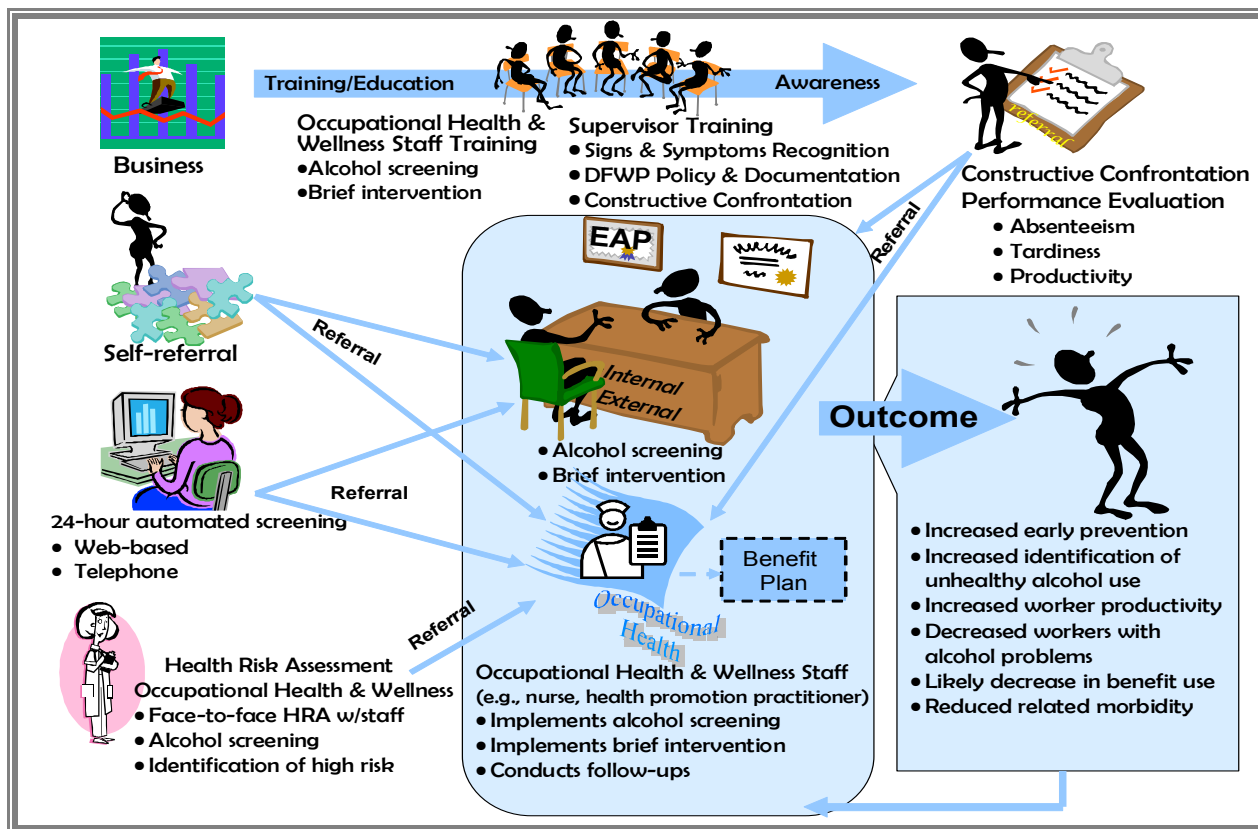 Business
Training/Education
Awareness
Occupational Health &
Wellness Staff Training
•Alcohol screening
•Brief intervention
Supervisor Training
• Signs & Symptoms Recognition
• DFWP Policy & Documentation
• Constructive Confrontation
referral
Constructive Confrontation
Performance Evaluation
• Absenteeism
• Tardiness
• Productivity
Self-referral
Referral
24-hour automated screening
• Web-based
• Telephone
Referral
Health Risk Assessment
Occupational Health & Wellness
• Face-to-face HRA w/staff
• Alcohol screening
• Identification of high risk
Referral
Referral
EAP
Internal
External
• Alcohol screening
• Brief intervention
Benefit
Plan
Occupational
Health
Occupational Health & Wellness Staff
(e.g., nurse, health promotion practitioner)
• Implements alcohol screening
• Implements brief intervention
• Conducts follow-ups
Outcome
• Increased early prevention
• Increased identification of
unhealthy alcohol use
• Increased worker productivity
• Decreased workers with
alcohol problems
• Likely decrease in benefit use
• Reduced related morbidity